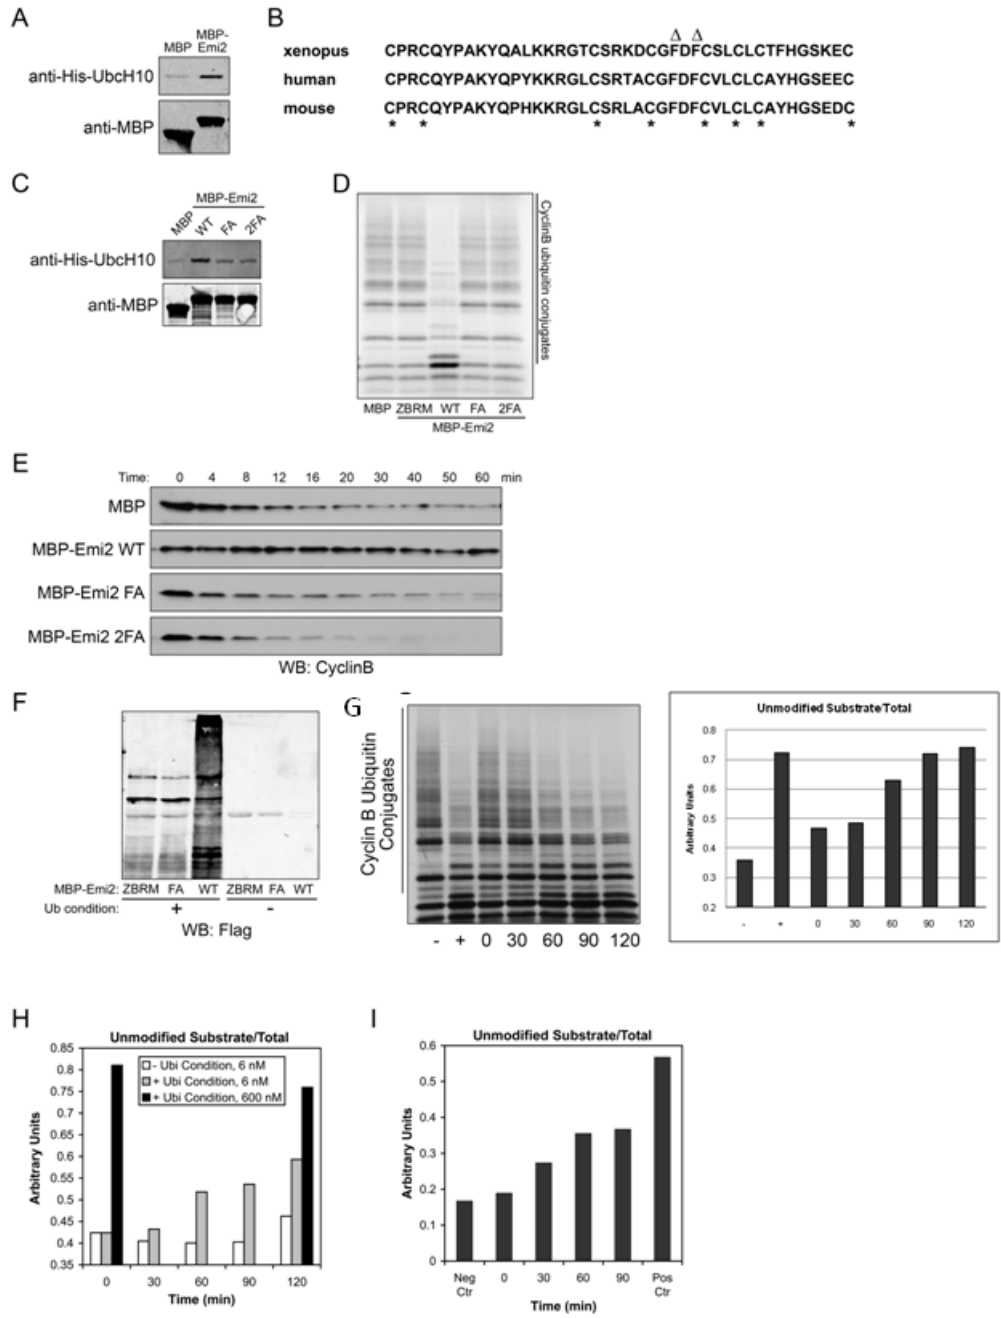 A
MBP
MBP-
Emi2
anti-His-UbcH10
anti-MBP
B
Δ Δ
xenopus CPRCQYPAKYQALKKRGTCSRKDCGFDFCSLCLCTFHGSKEC
human CPRCQYPAKYQPYKKRGLCSRTACGFDFCVLCLCAYHGSEEC
mouse CPRCQYPAKYQPHKKRGLCSRLACGFDFCVLCLCAYHGSEDC
* * * * * * * *
C
MBP-Emi2
MBP WT FA 2FA
anti-His-UbcH10
anti-MBP
D
CyclinB ubiquitin conjugates
MBP ZBRM WT FA 2FA
MBP-Emi2
E
Time: 0 4 8 12 16 20 30 40 50 60 min
MBP
MBP-Emi2 WT
MBP-Emi2 FA
MBP-Emi2 2FA
WB: CyclinB
F
MBP-Emi2: ZBRM FA WT ZBRM FA WT
Ub condition: + -
WB: Flag
G
Cyclin B Ubiquitin
Conjugates
- + 0 30 60 90 120
Unmodified Substrate/Total
Arbitrary Units
0.8
0.7
0.6
0.5
0.4
0.3
0.2
- + 0 30 60 90 120
H
Unmodified Substrate/Total
Arbitrary Units
0.85
0.8
0.75
0.7
0.65
0.6
0.55
0.5
0.45
0.4
0.35
- Ubi Condition, 6 nM
+ Ubi Condition, 6 nM
+ Ubi Condition, 600 nM
0 30 60 90 120
Time (min)
I
Unmodified Substrate/Total
Arbitrary Units
0.6
0.5
0.4
0.3
0.2
0.1
0
Neg
Ctr
0 30 60 90
Pos
Ctr
Time (min)